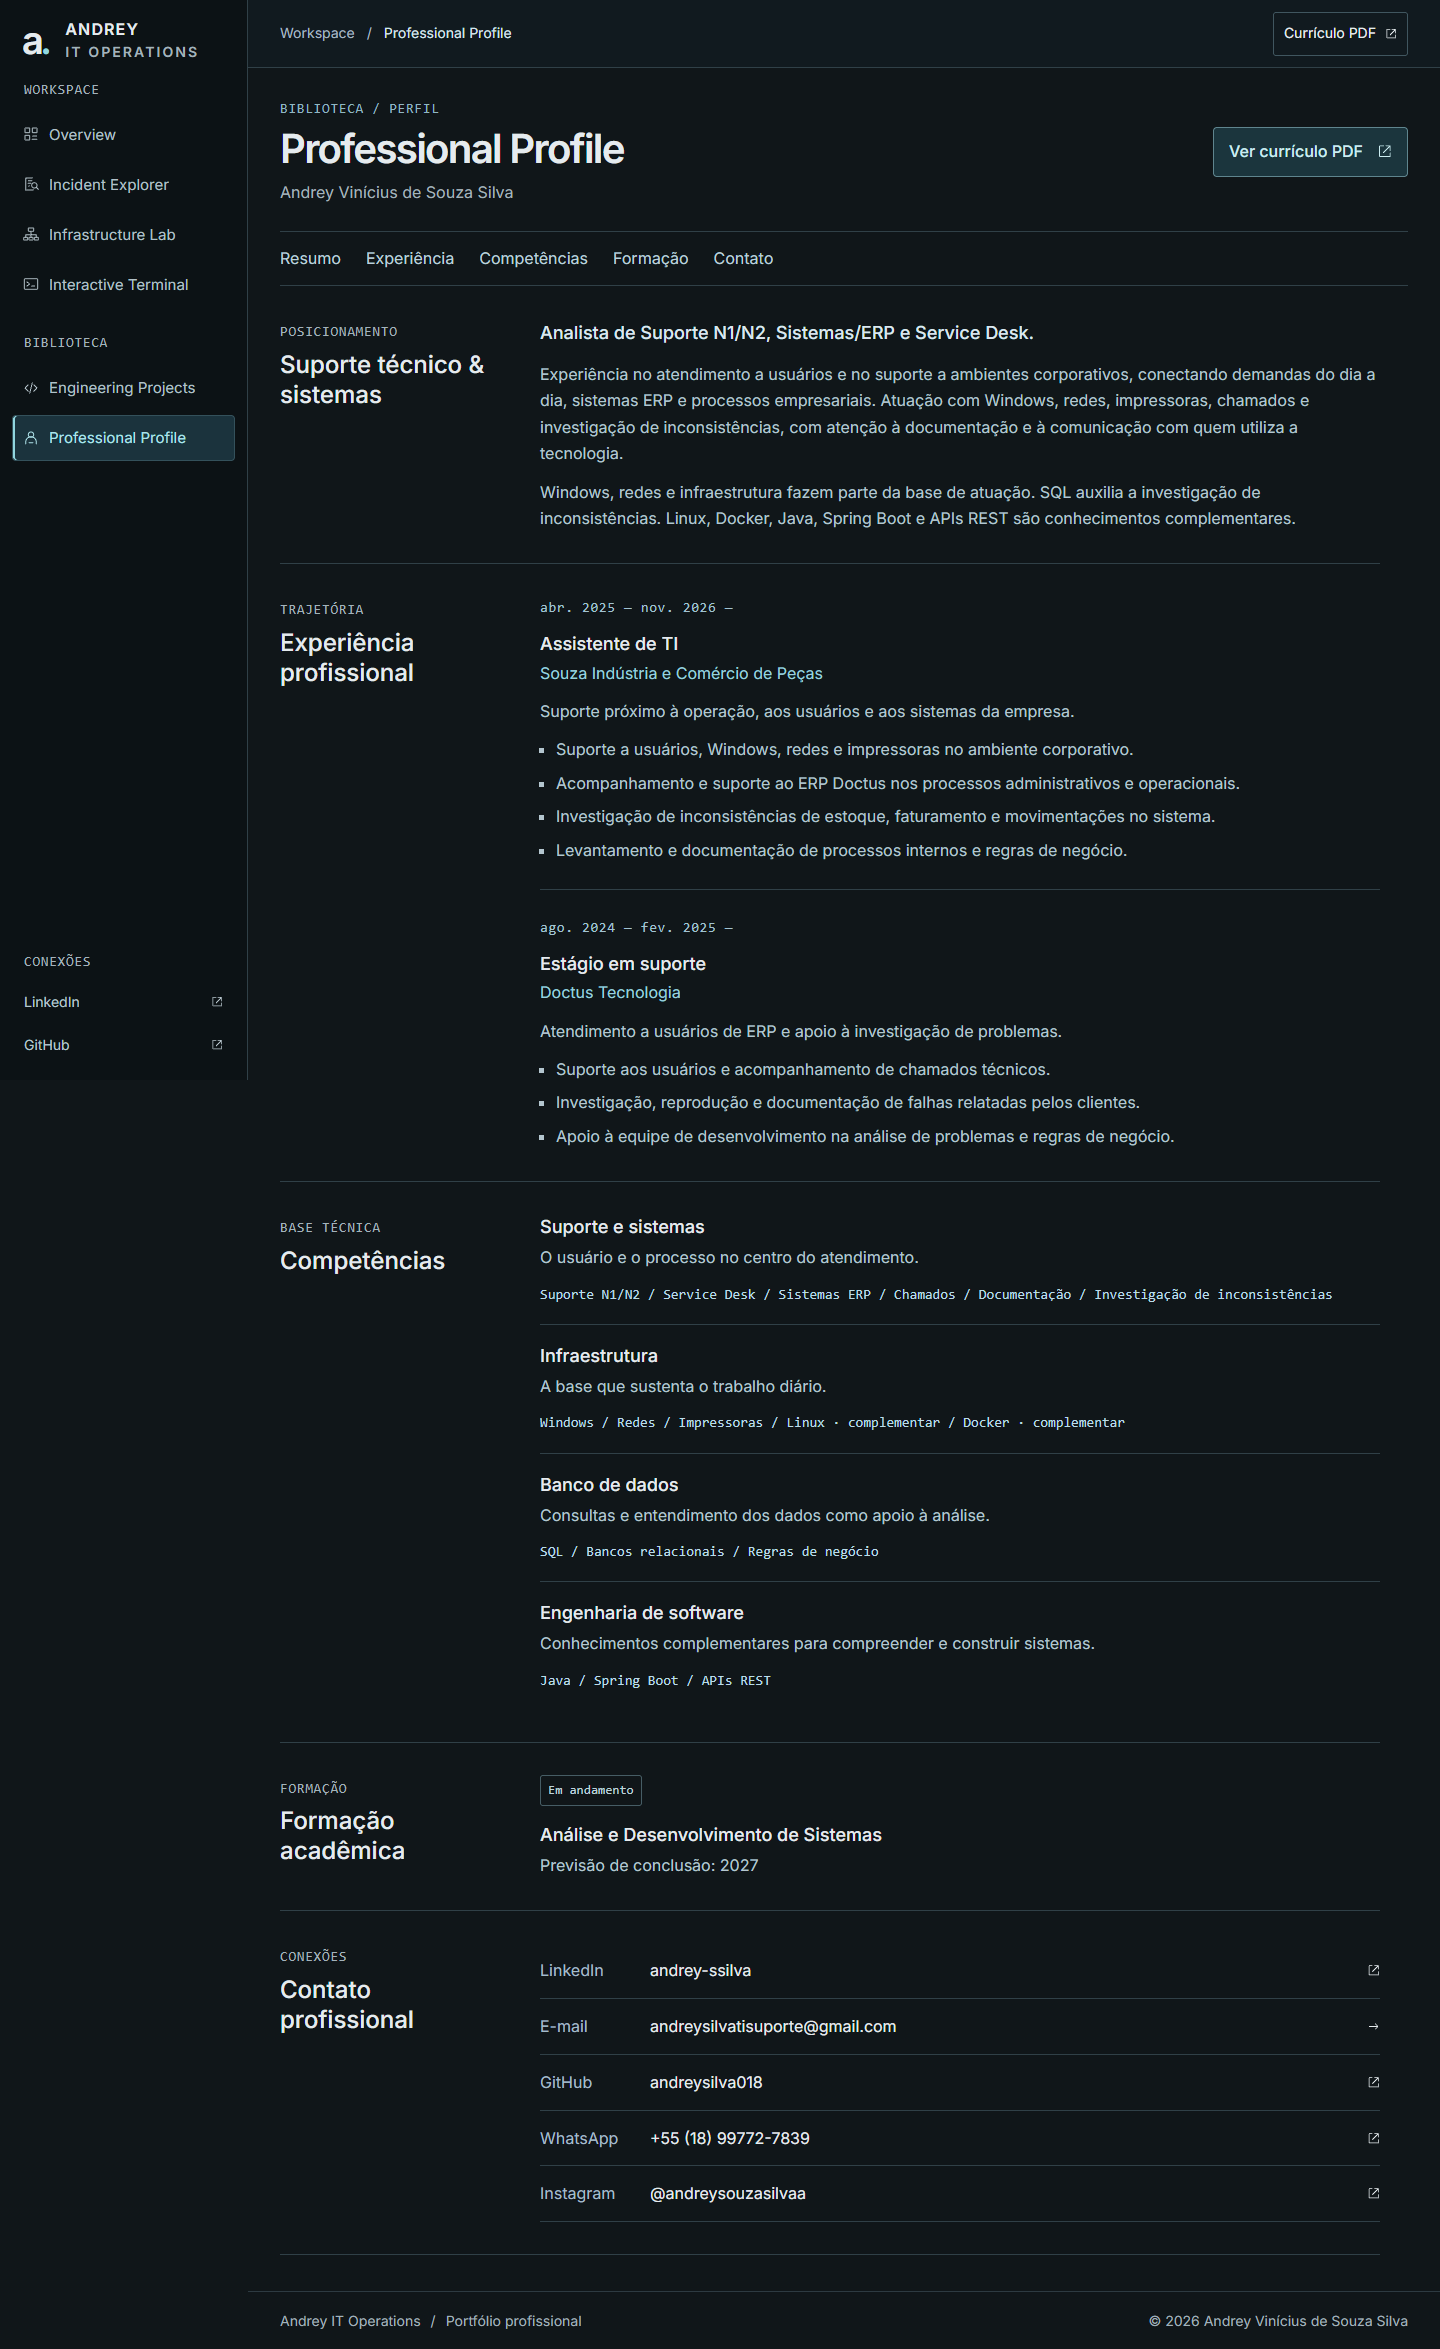 a.
ANDREY
IT OPERATIONS
WORKSPACE
Overview
Incident Explorer
Infrastructure Lab
Interactive Terminal
BIBLIOTECA
Engineering Projects
Professional Profile
CONEXÕES
LinkedIn
GitHub
Workspace / Professional Profile
Currículo PDF
BIBLIOTECA / PERFIL
Professional Profile
Andrey Vinícius de Souza Silva
Ver currículo PDF
Resumo Experiência Competências Formação Contato
POSICIONAMENTO
Suporte técnico &
sistemas
Analista de Suporte N1/N2, Sistemas/ERP e Service Desk.
Experiência no atendimento a usuários e no suporte a ambientes corporativos, conectando demandas do dia a
dia, sistemas ERP e processos empresariais. Atuação com Windows, redes, impressoras, chamados e
investigação de inconsistências, com atenção à documentação e à comunicação com quem utiliza a
tecnologia.
Windows, redes e infraestrutura fazem parte da base de atuação. SQL auxilia a investigação de
inconsistências. Linux, Docker, Java, Spring Boot e APIs REST são conhecimentos complementares.
TRAJETÓRIA
Experiência
profissional
abr. 2025 — nov. 2026 —
Assistente de TI
Souza Indústria e Comércio de Peças
Suporte próximo à operação, aos usuários e aos sistemas da empresa.
▪ Suporte a usuários, Windows, redes e impressoras no ambiente corporativo.
▪ Acompanhamento e suporte ao ERP Doctus nos processos administrativos e operacionais.
▪ Investigação de inconsistências de estoque, faturamento e movimentações no sistema.
▪ Levantamento e documentação de processos internos e regras de negócio.
ago. 2024 — fev. 2025 —
Estágio em suporte
Doctus Tecnologia
Atendimento a usuários de ERP e apoio à investigação de problemas.
▪ Suporte aos usuários e acompanhamento de chamados técnicos.
▪ Investigação, reprodução e documentação de falhas relatadas pelos clientes.
▪ Apoio à equipe de desenvolvimento na análise de problemas e regras de negócio.
BASE TÉCNICA
Competências
Suporte e sistemas
O usuário e o processo no centro do atendimento.
Suporte N1/N2 / Service Desk / Sistemas ERP / Chamados / Documentação / Investigação de inconsistências
Infraestrutura
A base que sustenta o trabalho diário.
Windows / Redes / Impressoras / Linux · complementar / Docker · complementar
Banco de dados
Consultas e entendimento dos dados como apoio à análise.
SQL / Bancos relacionais / Regras de negócio
Engenharia de software
Conhecimentos complementares para compreender e construir sistemas.
Java / Spring Boot / APIs REST
FORMAÇÃO
Formação
acadêmica
Em andamento
Análise e Desenvolvimento de Sistemas
Previsão de conclusão: 2027
CONEXÕES
Contato
profissional
LinkedIn andrey-ssilva
E-mail andreysilvatisuporte@gmail.com →
GitHub andreysilva018
WhatsApp +55 (18) 99772-7839
Instagram @andreysouzasilvaa
Andrey IT Operations / Portfólio profissional
© 2026 Andrey Vinícius de Souza Silva